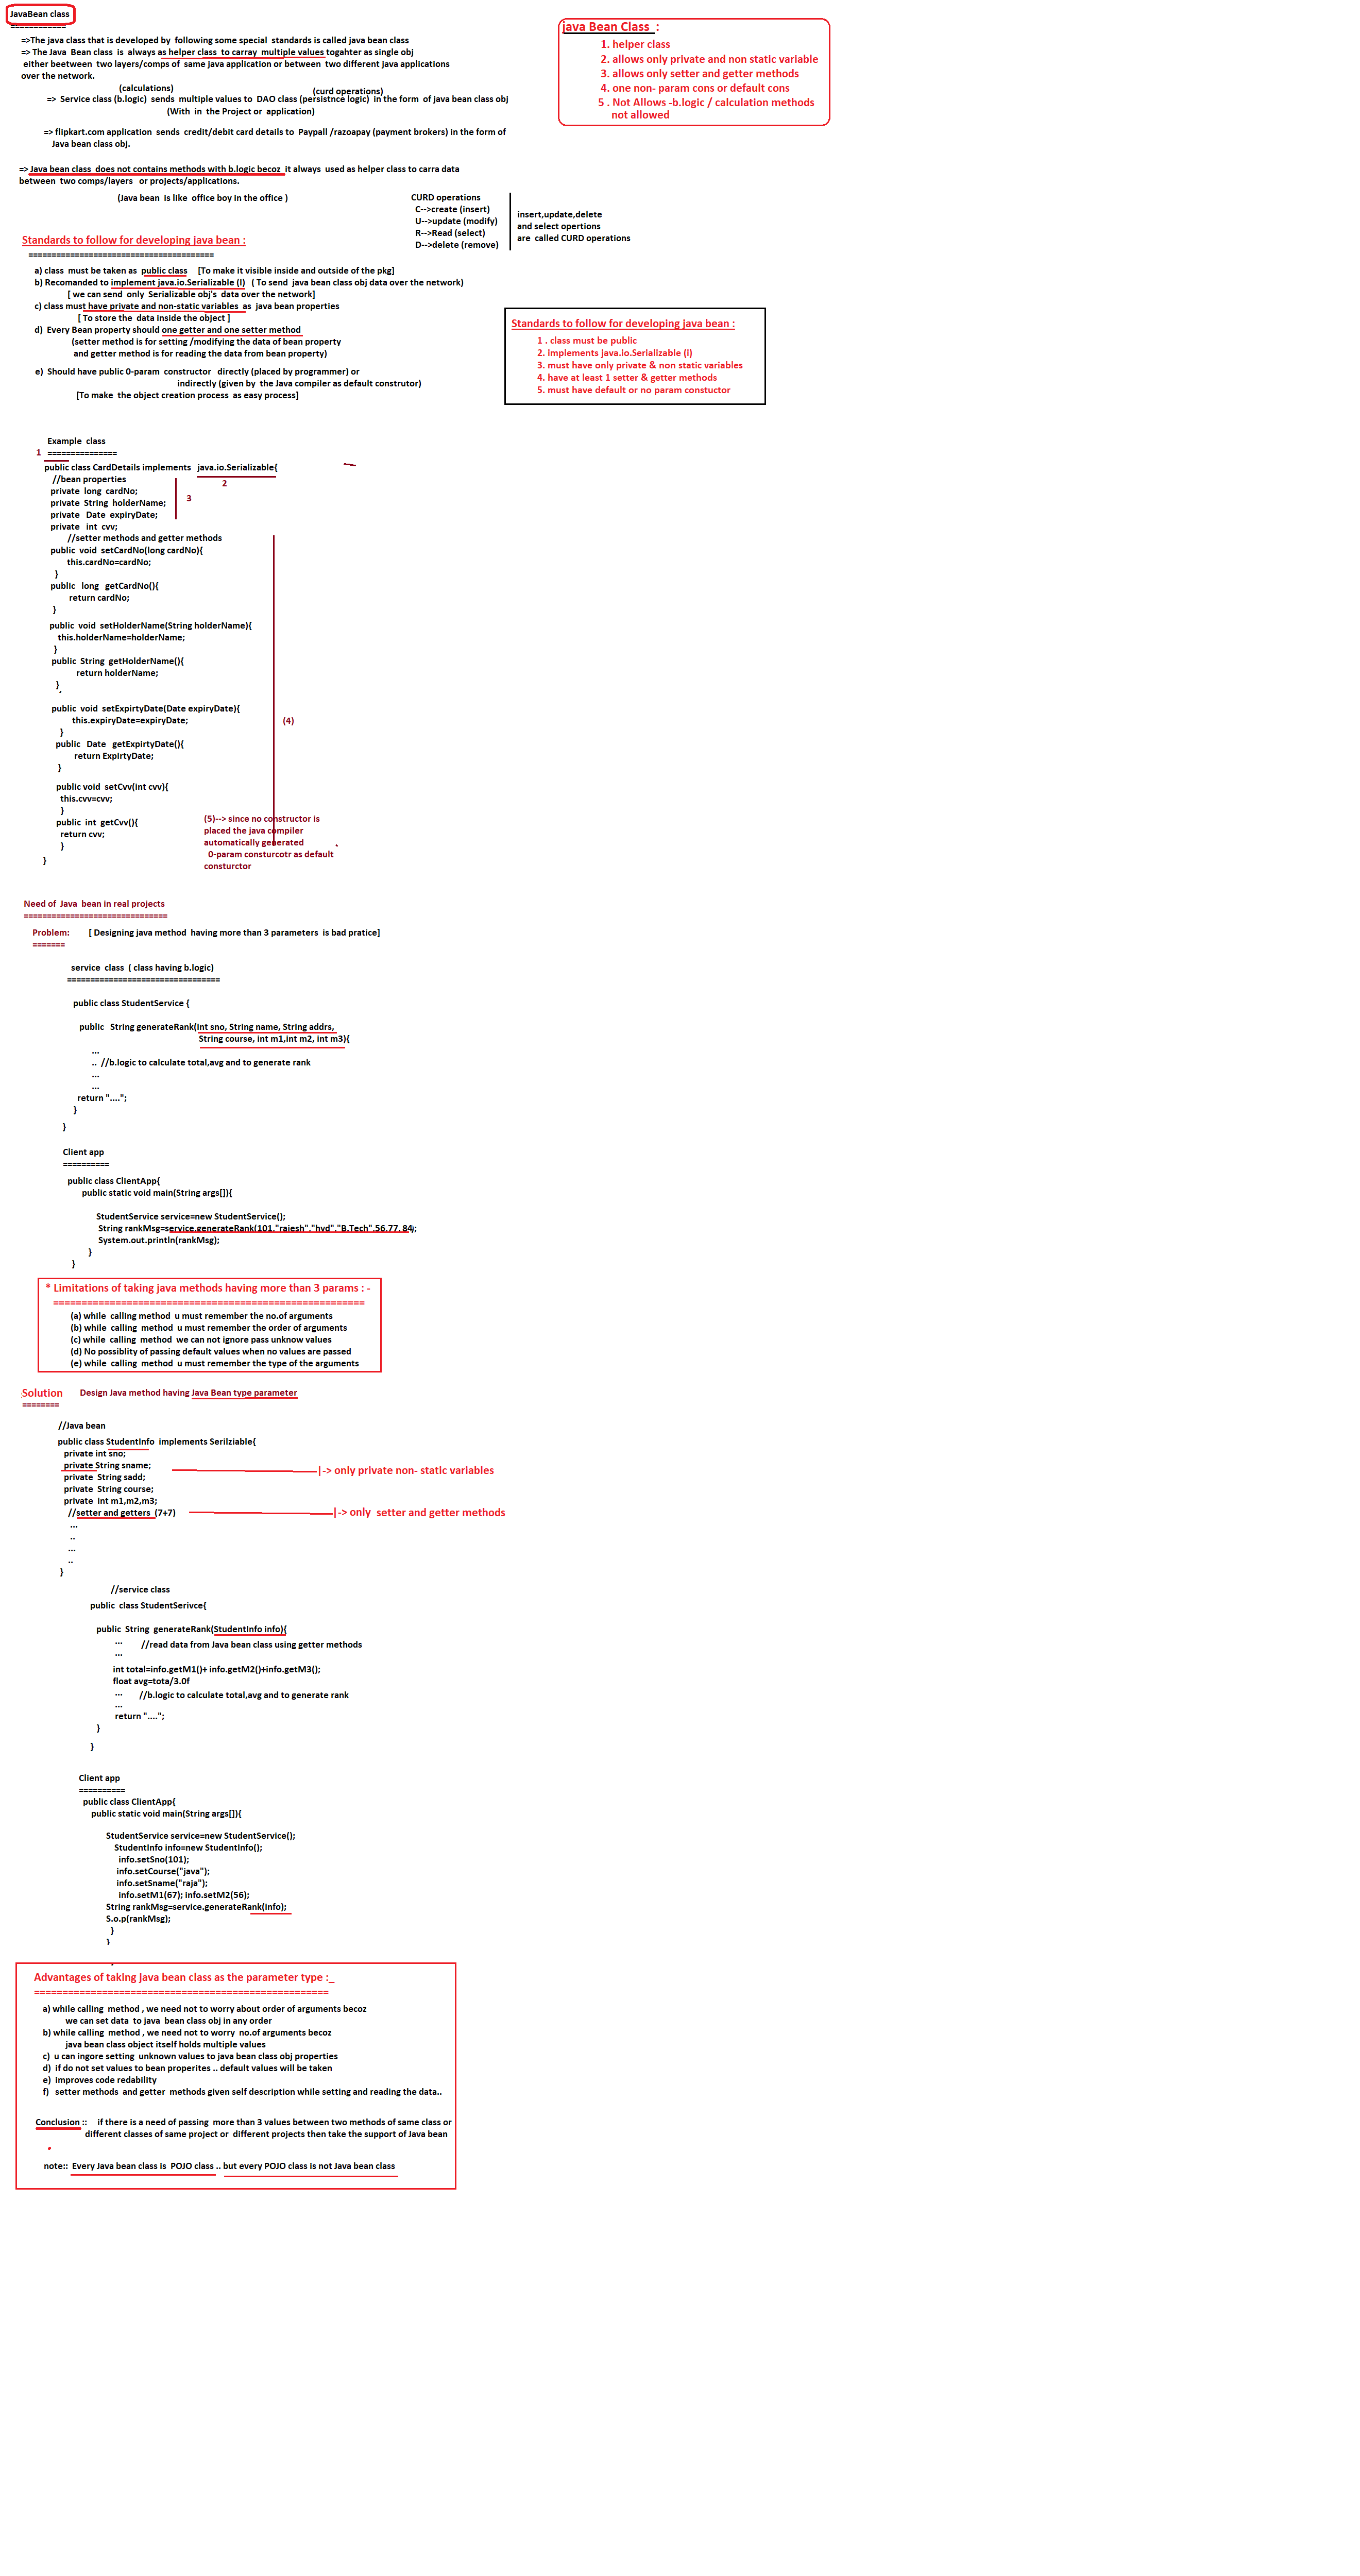 JavaBean class
============
=>The java class that is developed by  following some special  standards is called java bean class
=> The Java  Bean class  is  always as helper class  to carray  multiple values togahter as single obj
either beetween  two layers/comps of  same java application or between  two different java applications
over the network.
(calculations)
(curd operations)
=>  Service class (b.logic)  sends  multiple values to  DAO class (persistnce logic)  in the form  of java bean class obj
(With  in  the Project or  application)
=> flipkart.com application  sends  credit/debit card details to  Paypall /razoapay (payment brokers) in the form of
Java bean class obj.
=> Java bean class  does not contains methods with b.logic becoz  it always  used as helper class to carra data
between  two comps/layers   or projects/applications.
(Java bean  is like  office boy in the office )
java Bean Class  :
1. helper class
2. allows only private and non static variable
3. allows only setter and getter methods
4. one non- param cons or default cons
5 . Not Allows -b.logic / calculation methods
not allowed
CURD operations
C-->create (insert)
U-->update (modify)
R-->Read (select)
D-->delete (remove)
insert,update,delete
and select opertions
are  called CURD operations
Standards to follow for developing java bean :
========================================
a) class  must be taken as  public class    [To make it visible inside and outside of the pkg]
b) Recomanded to implement java.io.Serializable (I)   ( To send  java bean class obj data over the network)
[ we can send  only  Serializable obj's  data over the network]
c) class must have private and non-static variables  as  java bean properties
[ To store the  data inside the object ]
d)  Every Bean property should one getter and one setter method
(setter method is for setting /modifying the data of bean property
and getter method is for reading the data from bean property)
e)  Should have public 0-param  constructor   directly (placed by programmer) or
indirectly (given by  the Java compiler as default construtor)
[To make  the object creation process  as easy process]
Standards to follow for developing java bean :
1 . class must be public
2. implements java.io.Serializable (i)
3. must have only private & non static variables
4. have at least 1 setter & getter methods
5. must have default or no param constuctor
Example  class
1  ===============
public class CardDetails implements   java.io.Serializable{
//bean properties
2
private  long  cardNo;
private  String  holderName;
3
private   Date  expiryDate;
private   int  cvv;
//setter methods and getter methods
public  void  setCardNo(long cardNo){
this.cardNo=cardNo;
}
public   long   getCardNo(){
return cardNo;
}
public  void  setHolderName(String holderName){
this.holderName=holderName;
}
public  String  getHolderName(){
return holderName;
}
public  void  setExpirtyDate(Date expiryDate){
this.expiryDate=expiryDate;
(4)
}
public   Date   getExpirtyDate(){
return ExpirtyDate;
}
public void  setCvv(int cvv){
this.cvv=cvv;
}
public  int  getCvv(){
return cvv;
}
}
(5)--> since no constructor is
placed the java compiler
automatically generated
0-param consturcotr as default
consturctor
Need of  Java  bean in real projects
===============================
Problem:       [ Designing java method  having more than 3 parameters  is bad pratice]
=======
service  class  ( class having b.logic)
=================================
public class StudentService {
public   String generateRank(int sno, String name, String addrs,
String course, int m1,int m2, int m3){
...
..  //b.logic to calculate total,avg and to generate rank
...
...
return "....";
}
}
Client app
==========
public class ClientApp{
public static void main(String args[]){
StudentService service=new StudentService();
String rankMsg=service.generateRank(101,"rajesh","hyd","B.Tech",56,77, 84);
System.out.println(rankMsg);
}
}
* Limitations of taking java methods having more than 3 params : -
=======================================================
(a) while  calling method  u must remember the no.of arguments
(b) while  calling  method  u must remember the order of arguments
(c) while  calling  method  we can not ignore pass unknow values
(d) No possiblity of passing default values when no values are passed
(e) while  calling  method  u must remember the type of the arguments
Solution      Design Java method having Java Bean type parameter
========
//Java bean
public class StudentInfo  implements Serilziable{
private int sno;
private String sname;
|-> only private non- static variables
private  String sadd;
private  String course;
private  int m1,m2,m3;
//setter and getters  (7+7)
|-> only  setter and getter methods
...
..
...
..
}
//service class
public  class StudentSerivce{
public  String  generateRank(StudentInfo info){
...      //read data from Java bean class using getter methods
...
int total=info.getM1()+ info.getM2()+info.getM3();
float avg=tota/3.0f
...      //b.logic to calculate total,avg and to generate rank
...
return "....";
}
}
Client app
==========
public class ClientApp{
public static void main(String args[]){
StudentService service=new StudentService();
StudentInfo info=new StudentInfo();
info.setSno(101);
info.setCourse("java");
info.setSname("raja");
info.setM1(67); info.setM2(56);
String rankMsg=service.generateRank(info);
S.o.p(rankMsg);
}
}
Advantages of taking java bean class as the parameter type :_
====================================================
a) while calling  method , we need not to worry about order of arguments becoz
we can set data  to java  bean class obj in any order
b) while calling  method , we need not to worry  no.of arguments becoz
java bean class object itself holds multiple values
c)  u can ingore setting  unknown values to java bean class obj properties
d)  if do not set values to bean properites .. default values will be taken
e)  improves code redability
f)   setter methods  and getter  methods given self description while setting and reading the data..
Conclusion ::    if there is a need of passing  more than 3 values between two methods of same class or
different classes of same project or  different projects then take the support of Java bean
note::  Every Java bean class is  POJO class .. but every POJO class is not Java bean class